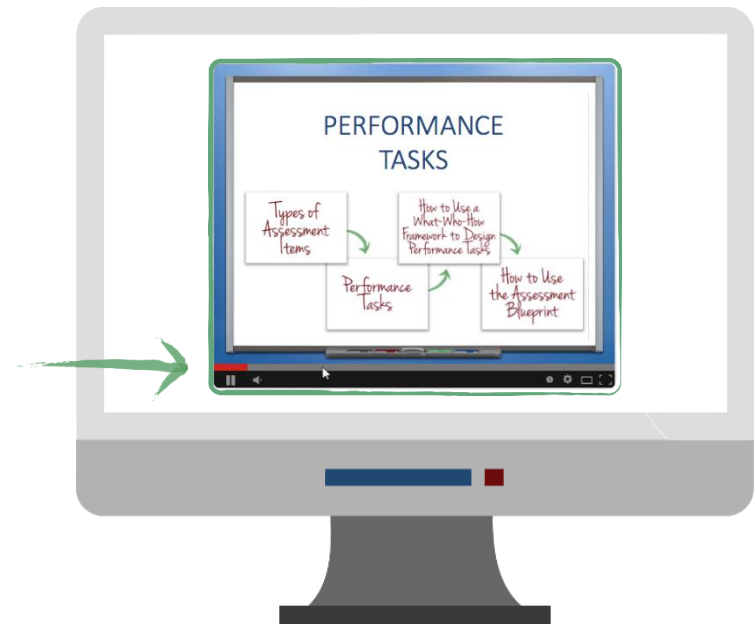 PERFORMANCE
TASKS
Types of
Assessment
Items
Performance
Tasks
How to Use a
What-Who-How
Framework to Design
Performance Tasks
How to Use
the Assessment
Blueprint